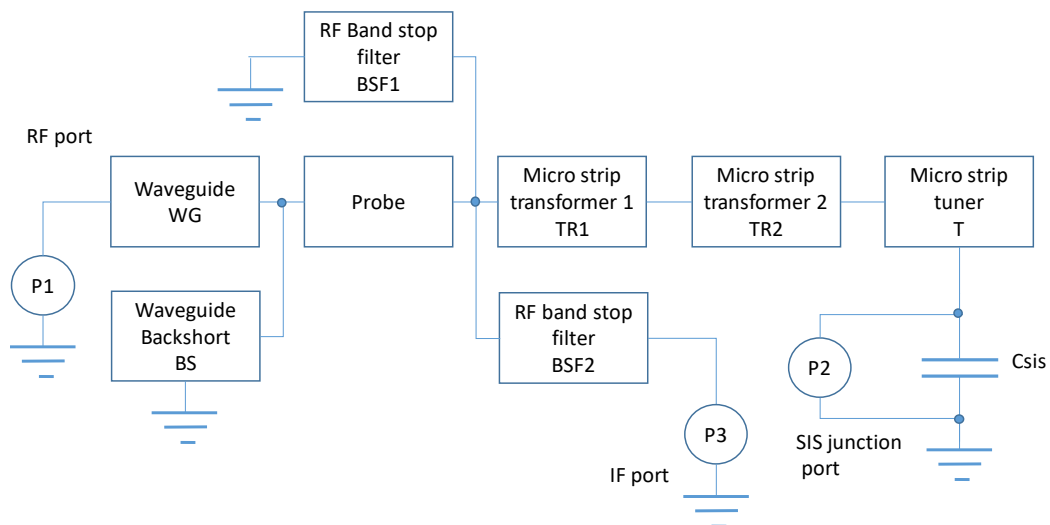 RF Band stop
filter
BSF1
RF port
Waveguide
WG
Probe
Micro strip
transformer 1
TR1
Micro strip
transformer 2
TR2
Micro strip
tuner
T
P1
Waveguide
Backshort
BS
RF band stop
filter
BSF2
P2
Csis
P3
SIS junction
port
IF port